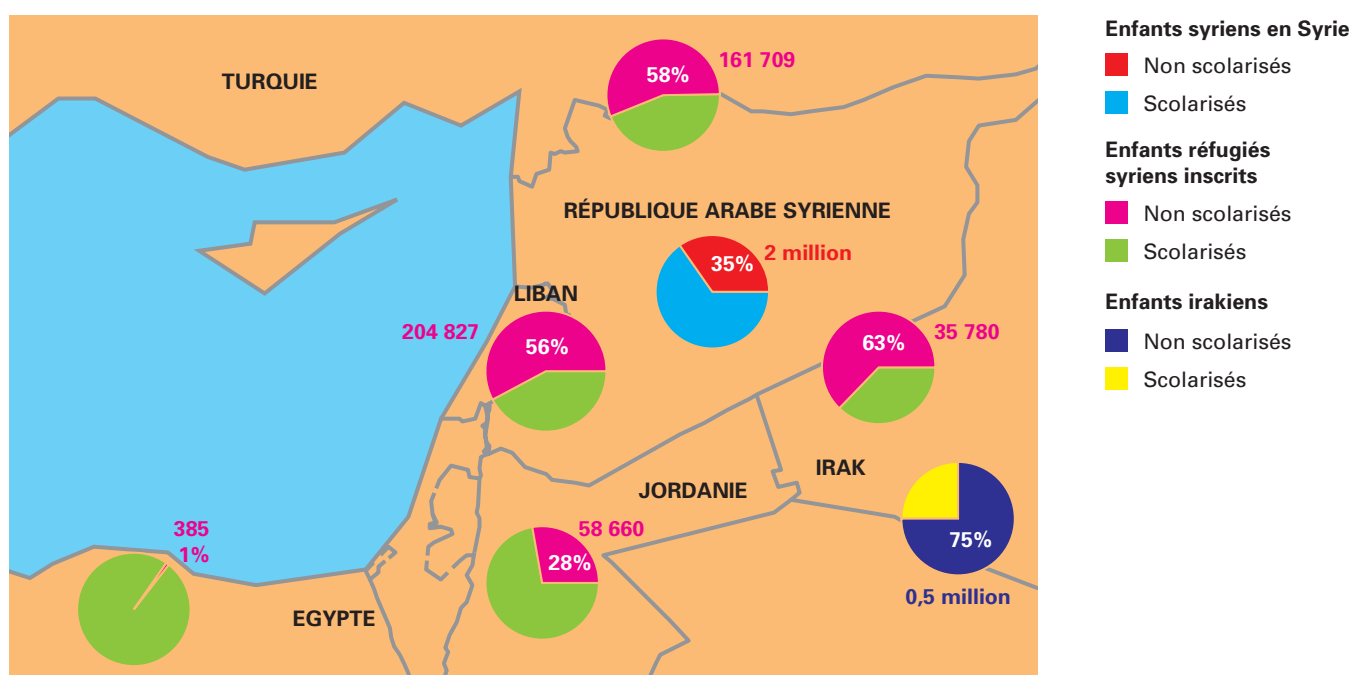 TURQUIE
58%
161 709
RÉPUBLIQUE ARABE SYRIENNE
35%
2 million
LIBAN
204 827
56%
63%
35 780
IRAK
JORDANIE
75%
0,5 million
385
1%
58 660
28%
EGYPTE
Enfants syriens en Syrie
Non scolarisés
Scolarisés
Enfants réfugiés
syriens inscrits
Non scolarisés
Scolarisés
Enfants irakiens
Non scolarisés
Scolarisés